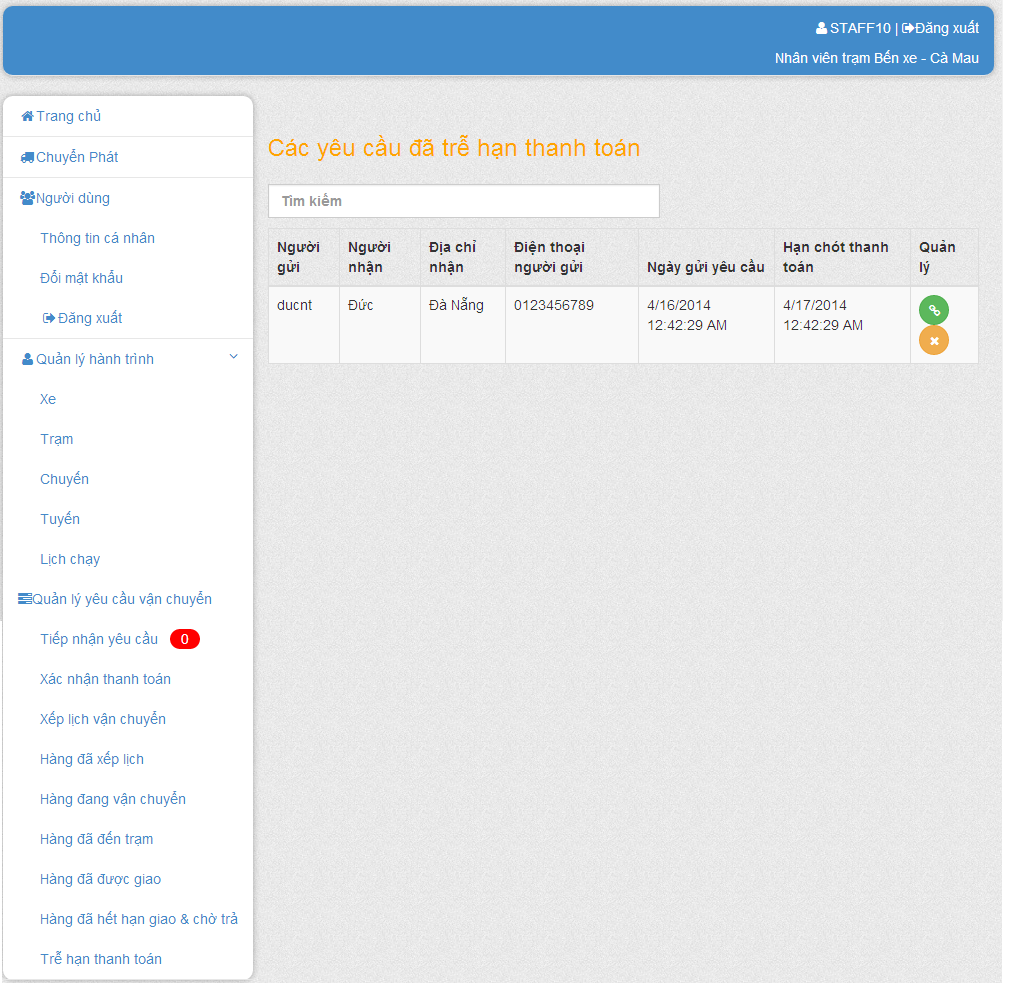 STAFF10 | Đăng xuất
Nhân viên trạm Bến xe - Cà Mau
Trang chủ
Chuyển Phát
Người dùng
Thông tin cá nhân
Đổi mật khẩu
Đăng xuất
Quản lý hành trình
Xe
Trạm
Chuyến
Tuyến
Lịch chạy
Quản lý yêu cầu vận chuyển
Tiếp nhận yêu cầu 0
Xác nhận thanh toán
Xếp lịch vận chuyển
Hàng đã xếp lịch
Hàng đang vận chuyển
Hàng đã đến trạm
Hàng đã được giao
Hàng đã hết hạn giao & chờ trả
Trễ hạn thanh toán
Các yêu cầu đã trễ hạn thanh toán
Tìm kiếm
Người gửi
Người nhận
Địa chỉ nhận
Điện thoại người gửi
Ngày gửi yêu cầu
Hạn chót thanh toán
Quản lý
ducnt
Đức
Đà Nẵng
0123456789
4/16/2014
12:42:29 AM
4/17/2014
12:42:29 AM